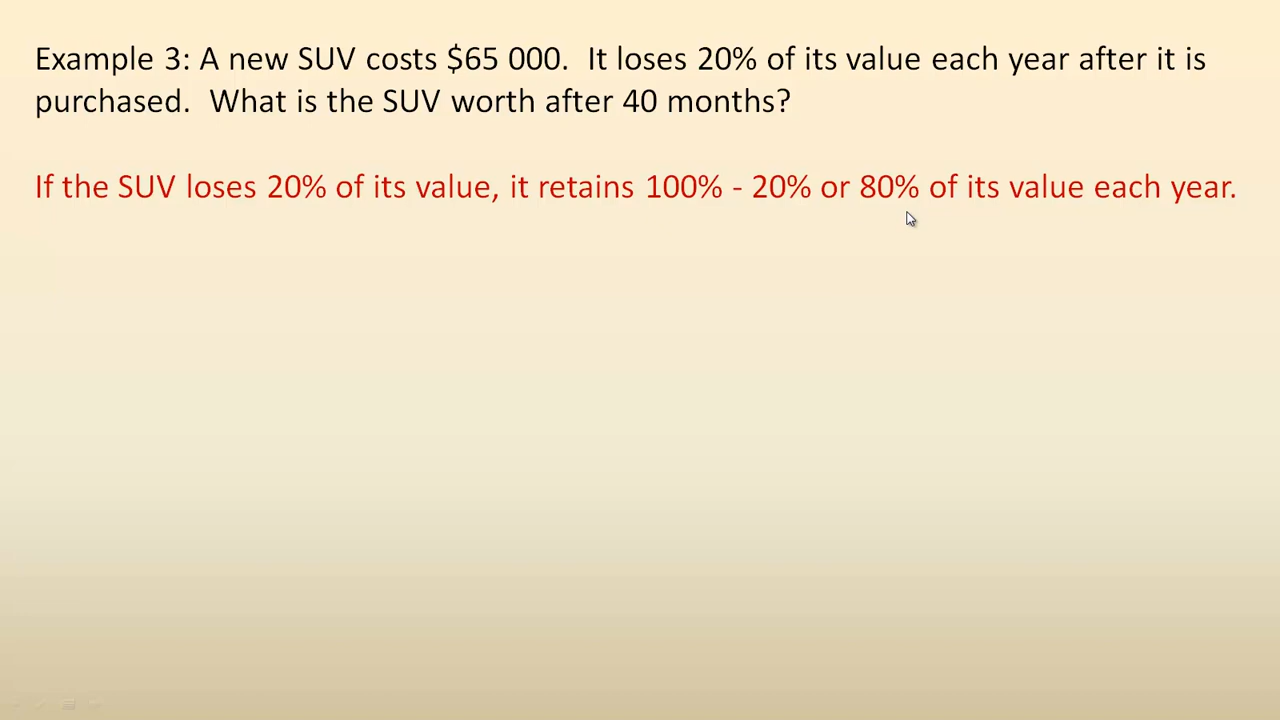 Example 3: A new SUV costs $65 000.  It loses 20% of its value each year after it is
purchased.  What is the SUV worth after 40 months?
If the SUV loses 20% of its value, it retains 100% - 20% or 80% of its value each year.